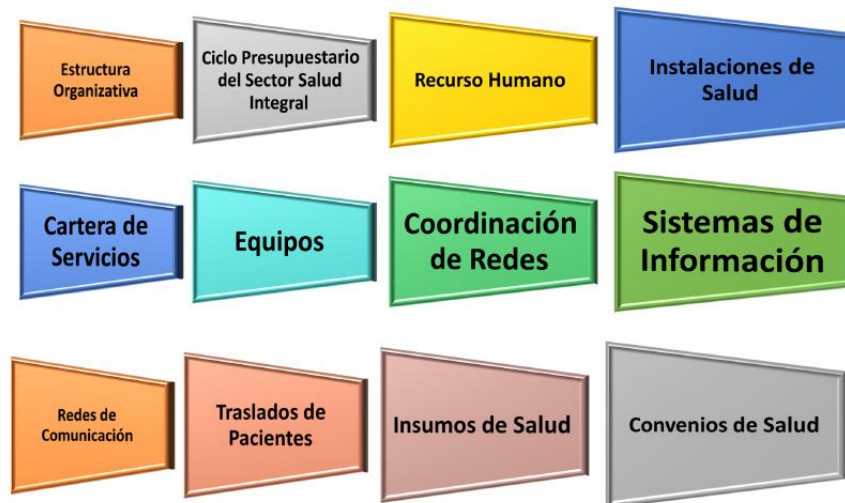 Estructura
Organizativa
Ciclo Presupuestario
del Sector Salud
Integral
Recurso Humano
Instalaciones de
Salud
Cartera de
Servicios
Equipos
Coordinación
de Redes
Sistemas de
Información
Redes de
Comunicación
Traslados de
Pacientes
Insumos de Salud
Convenios de Salud